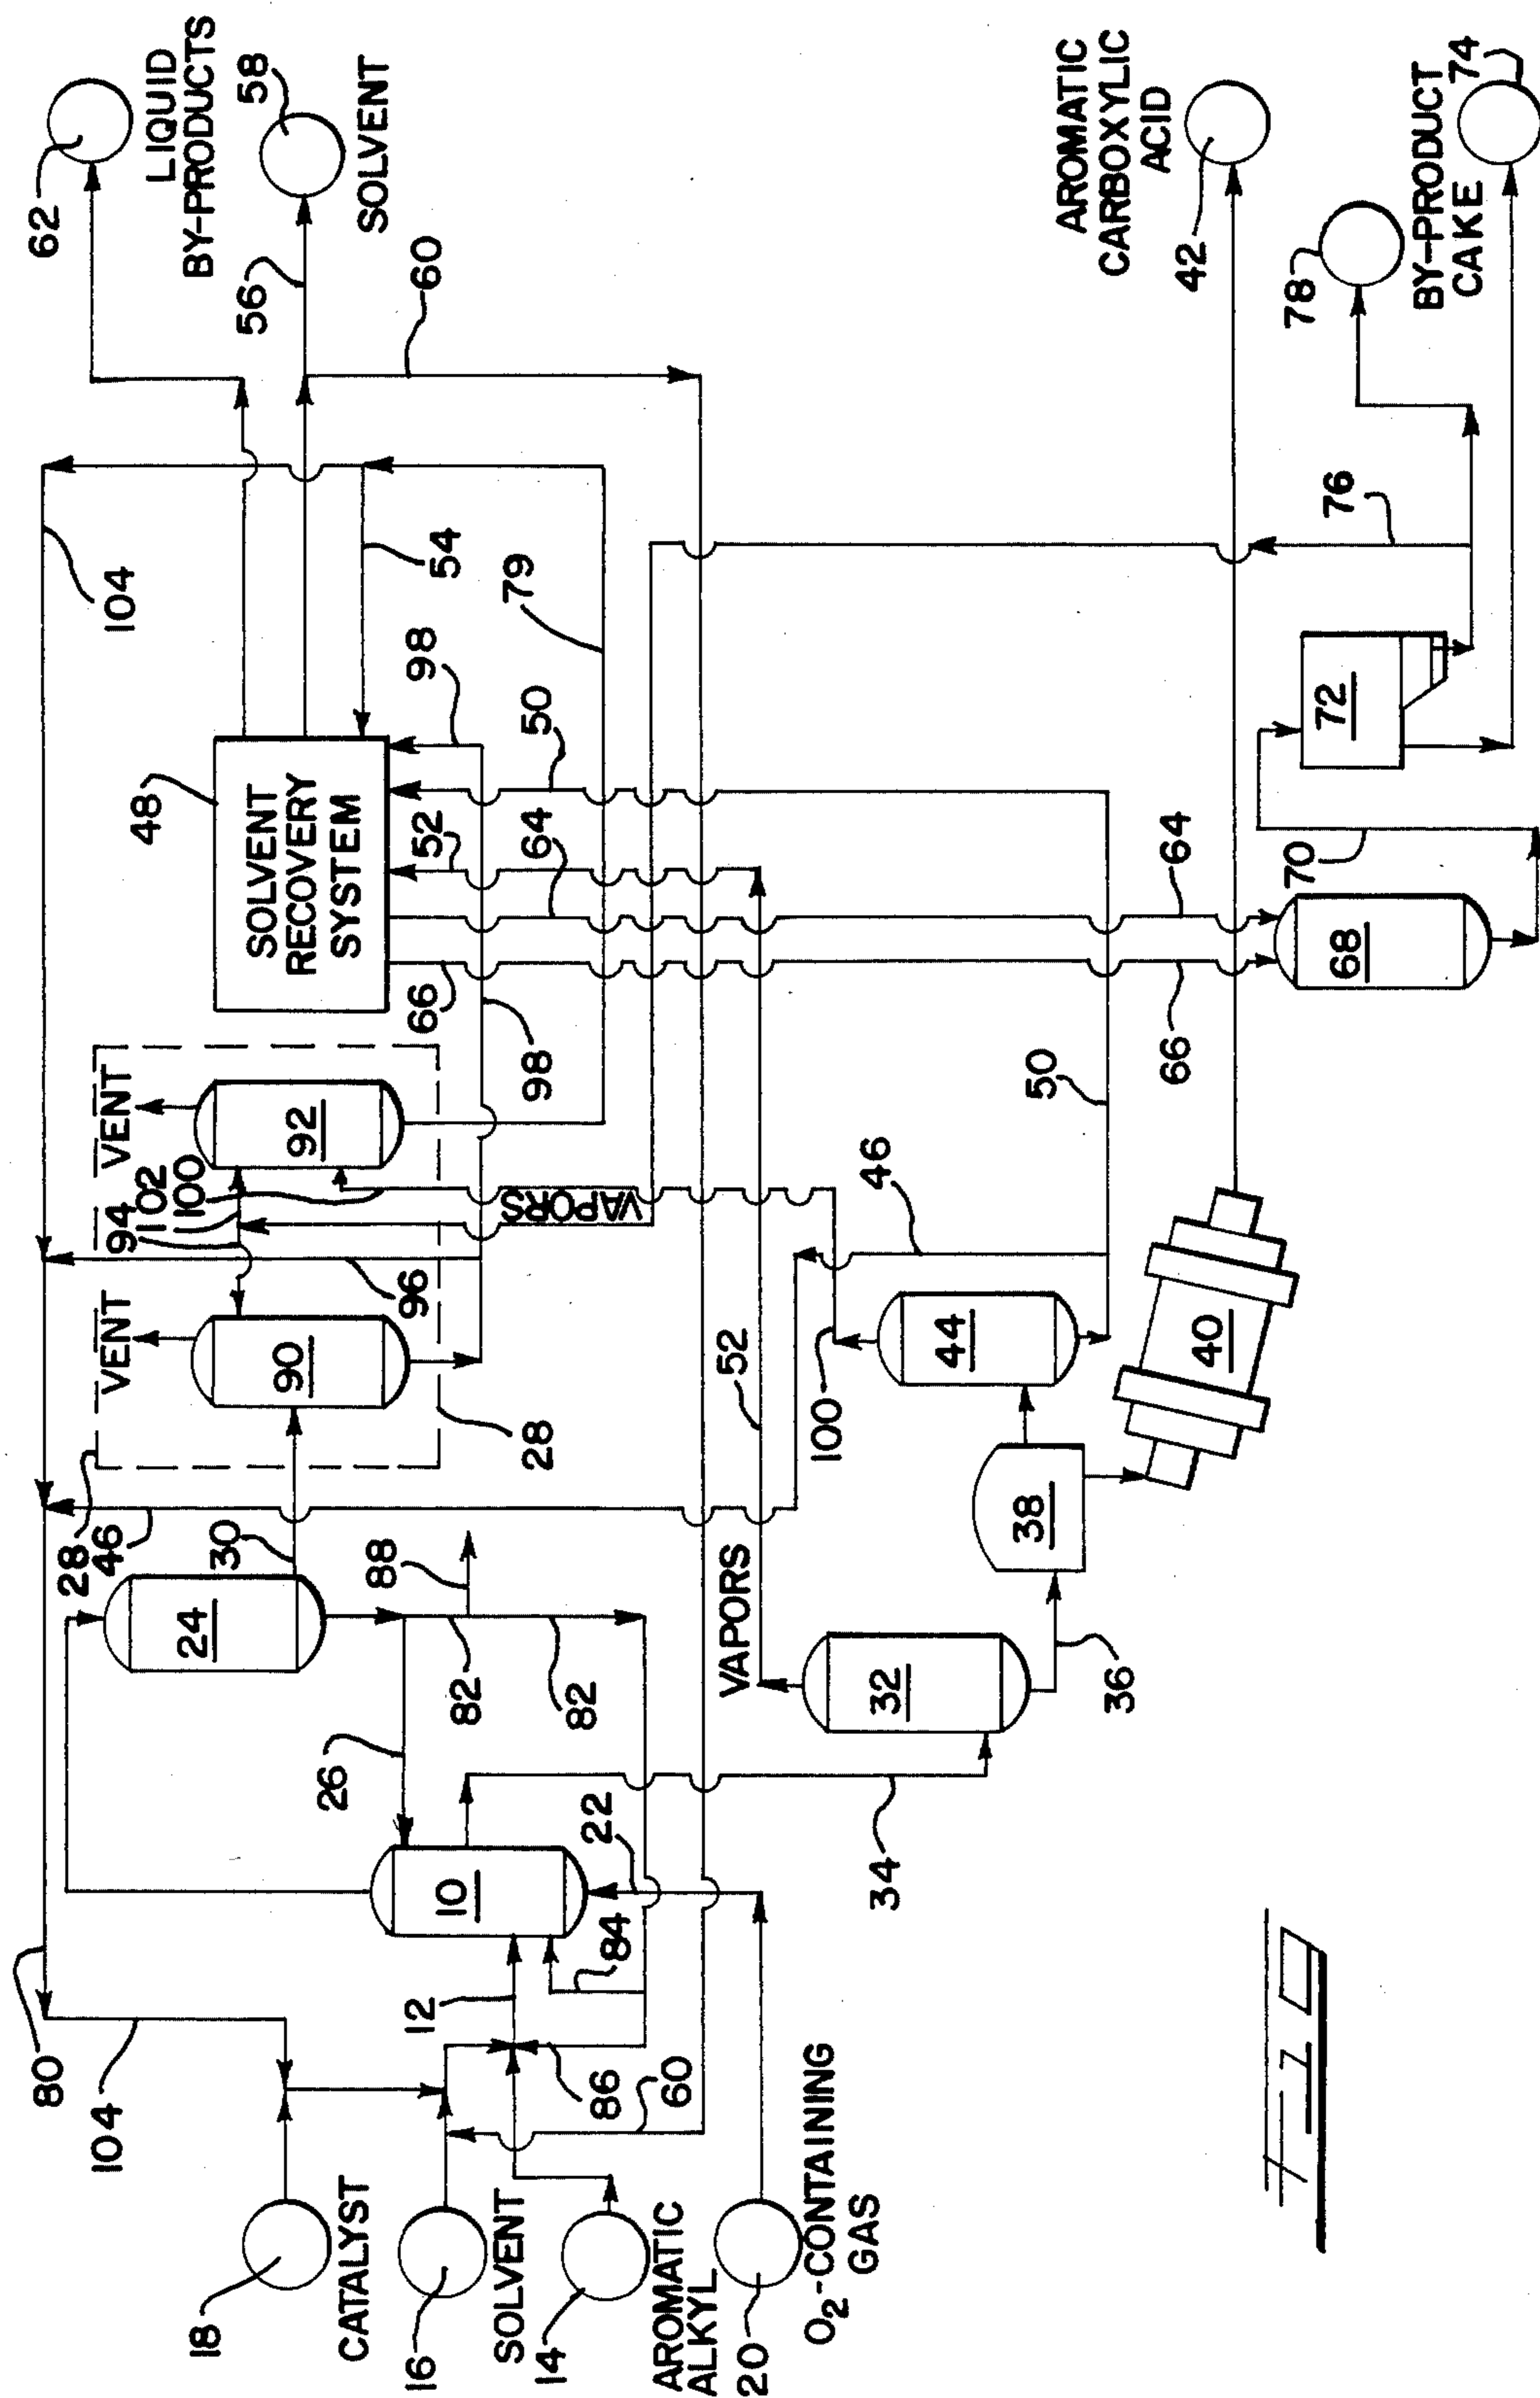 80
104
104
62
LIQUID
BY-PRODUCTS
28
46
VENT
VENT
94
102
100
48
18
24
30
90
92
SOLVENT
RECOVERY
SYSTEM
56
58
CATALYST
26
96
SOLVENT
16
12
10
88
82
28
66
52
98
54
60
SOLVENT
14
84
22
82
98
64
50
79
86
VAPORS
AROMATIC
ALKYL
60
20
VAPORS
52
O2-CONTAINING
GAS
34
32
100
46
44
36
38
50
AROMATIC
CARBOXYLIC
ACID
66
64
42
40
70
78
68
72
76
BY-PRODUCT
CAKE
74